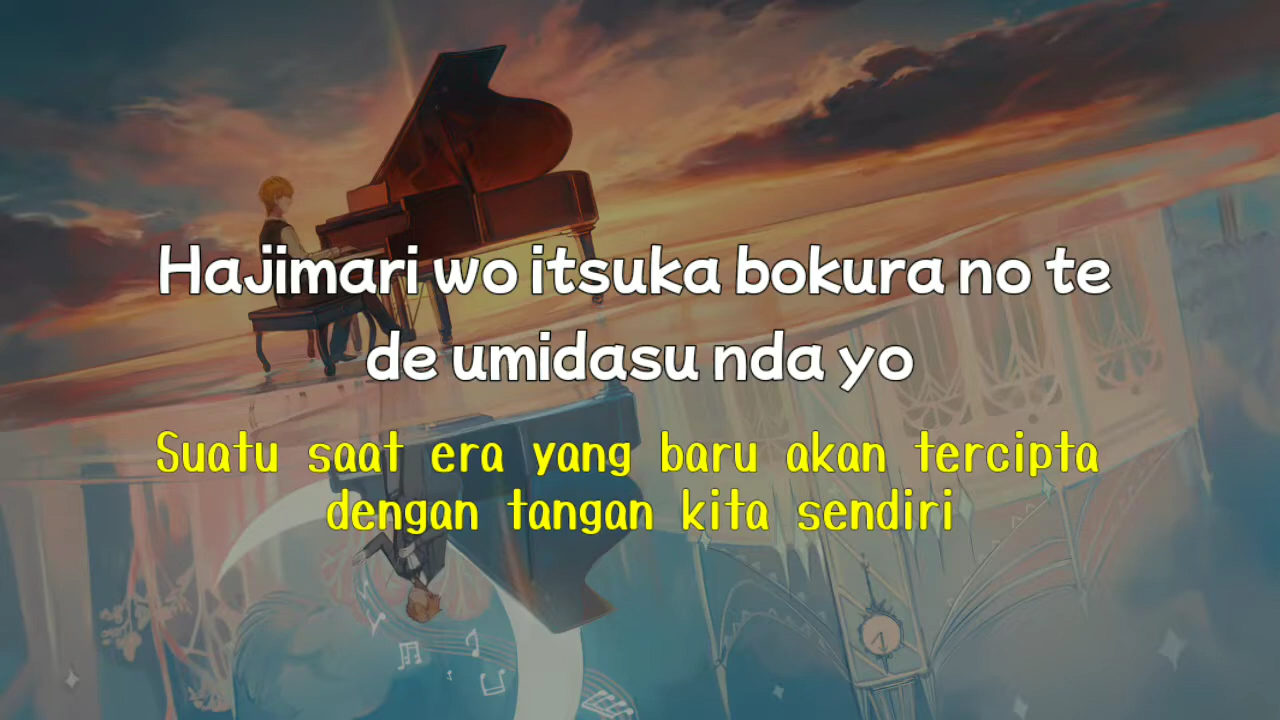 Hajimari wo itsuka bokura no te
de umidasu nda yo
Suatu saat era yang baru akan tercipta
dengan tangan kita sendiri